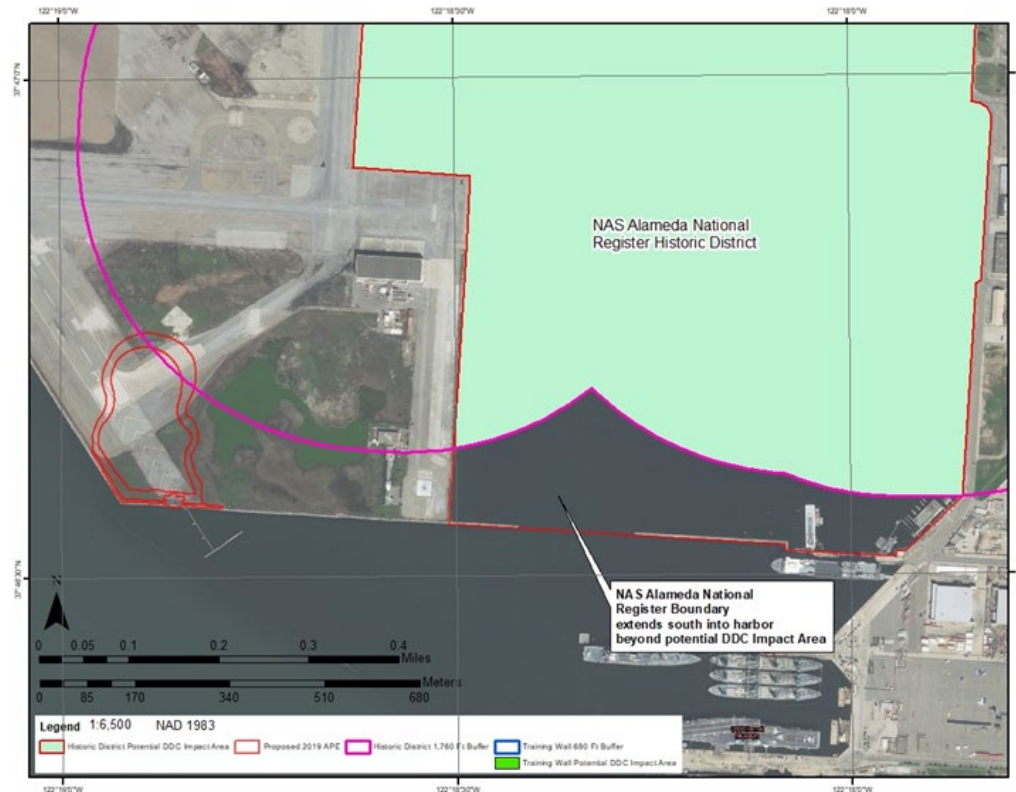 122°19'0"W 122°18'30"W 122°18'0"W
37°47'0"N
NAS Alameda National
Register Historic District
NAS Alameda National
Register Boundary
extends south into harbor
beyond potential DDC Impact Area
37°46'30"N
N
0 0.05 0.1 0.2 0.3 0.4
Miles
Meters
0 85 170 340 510 680
Legend 1:6,500 NAD 1983
Historic District Potential DDC Impact Area Proposed 2019 APE Historic District 1,760 Ft Buffer Training Wall 680 Ft Buffer
Training Wall Potential DDC Impact Area
122°19'0"W 122°18'30"W 122°18'0"W